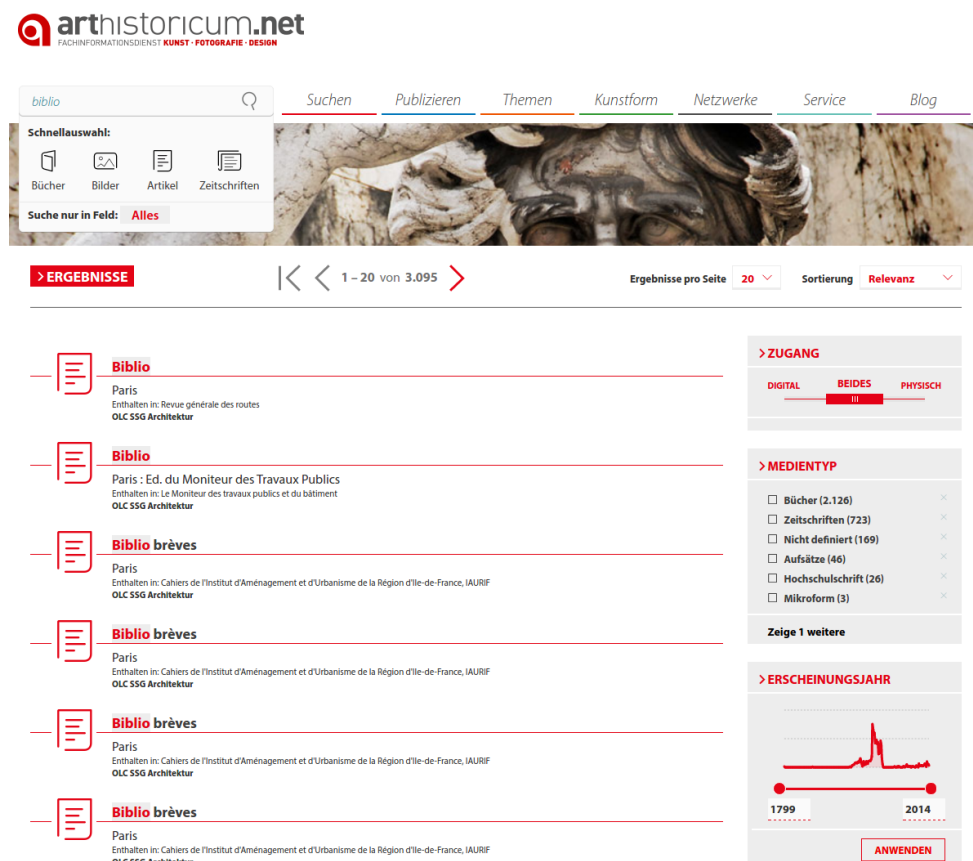 arthistoricum.net
FACHINFORMATIONSDIENST KUNST · FOTOGRAFIE · DESIGN
biblio
Suchen Publizieren Themen Kunstform Netzwerke Service Blog
Schnellauswahl:
Bücher Bilder Artikel Zeitschriften
Suche nur in Feld: Alles
> ERGEBNISSE
1 – 20 von 3.095
Ergebnisse pro Seite 20 Sortierung Relevanz
Biblio
Paris
Enthalten in: Revue générale des routes
OLC SSG Architektur
Biblio
Paris : Ed. du Moniteur des Travaux Publics
Enthalten in: Le Moniteur des travaux publics et du bâtiment
OLC SSG Architektur
Biblio brèves
Paris
Enthalten in: Cahiers de l'Institut d'Aménagement et d'Urbanisme de la Région d'Ile-de-France, IAURIF
OLC SSG Architektur
Biblio brèves
Paris
Enthalten in: Cahiers de l'Institut d'Aménagement et d'Urbanisme de la Région d'Ile-de-France, IAURIF
OLC SSG Architektur
Biblio brèves
Paris
Enthalten in: Cahiers de l'Institut d'Aménagement et d'Urbanisme de la Région d'Ile-de-France, IAURIF
OLC SSG Architektur
Biblio brèves
Paris
Enthalten in: Cahiers de l'Institut d'Aménagement et d'Urbanisme de la Région d'Ile-de-France, IAURIF
OLC SSG Architektur
> ZUGANG
DIGITAL BEIDES PHYSISCH
> MEDIENTYP
Bücher (2.126)
Zeitschriften (723)
Nicht definiert (169)
Aufsätze (46)
Hochschulschrift (26)
Mikroform (3)
Zeige 1 weitere
> ERSCHEINUNGSJAHR
1799 2014
ANWENDEN